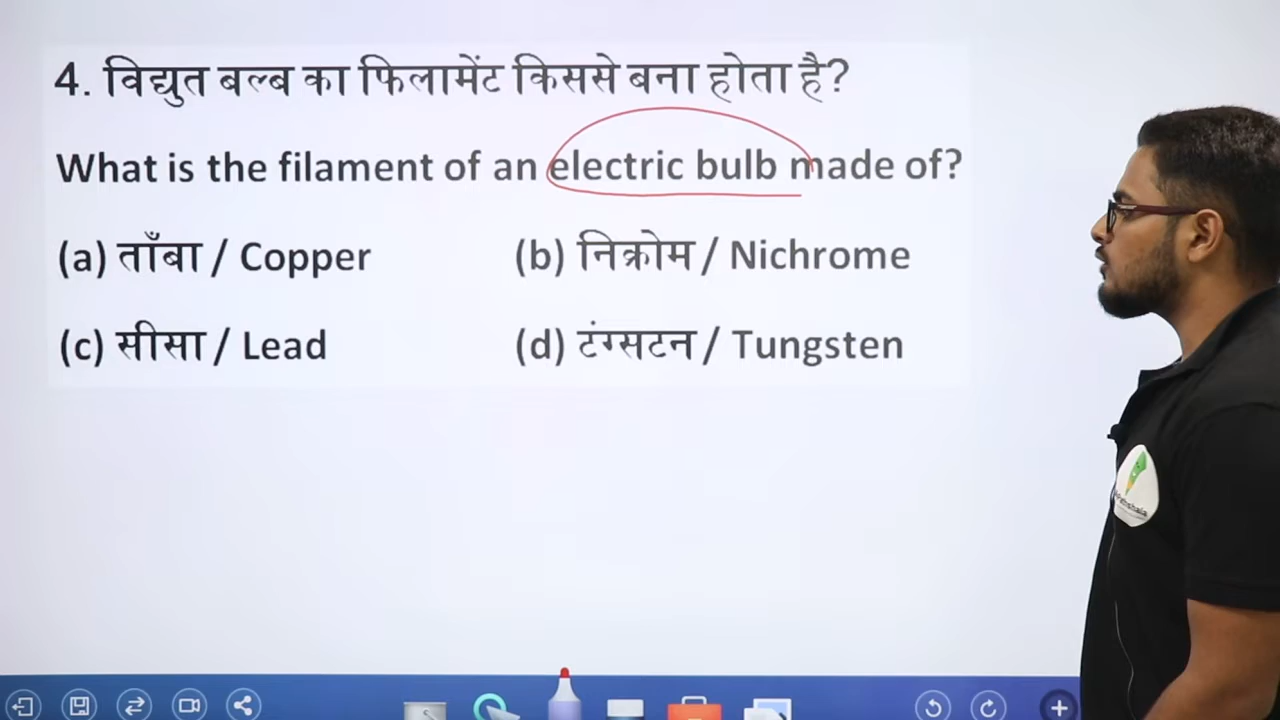 4. विद्युत बल्ब का फिलामेंट किससे बना होता है?
What is the filament of an electric bulb made of?
(a) ताँबा / Copper (b) निक्रोम / Nichrome
(c) सीसा / Lead (d) टंग्सटन / Tungsten